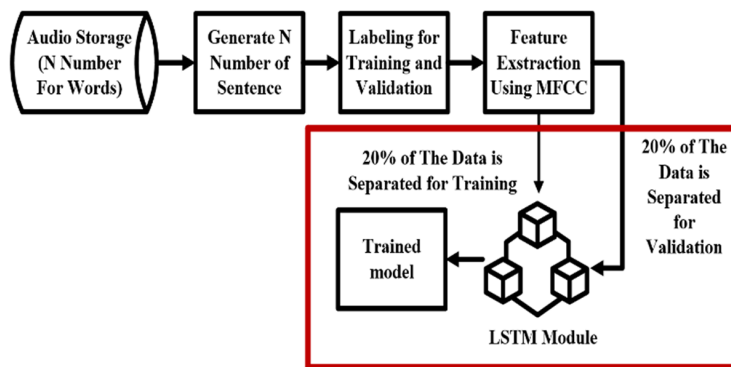 Audio Storage
(N Number
For Words)
Generate N
Number of
Sentence
Labeling for
Training and
Validation
Feature
Extraction
Using MFCC
20% of The Data is
Separated for Training
20% of The
Data is
Separated
for
Validation
Trained
model
LSTM Module